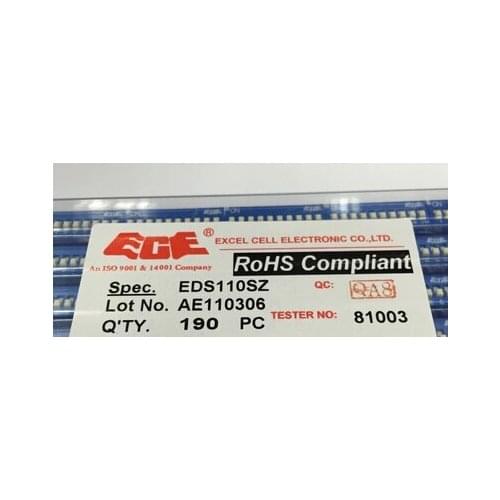 ECE ® EXCEL CELL ELECTRONIC CO.,LTD.
An ISO 9001 & 14001 Company
RoHS Compliant
Spec. EDS110SZ QC: QA8
Lot No. AE110306
Q'TY. 190 PC TESTER NO: 81003